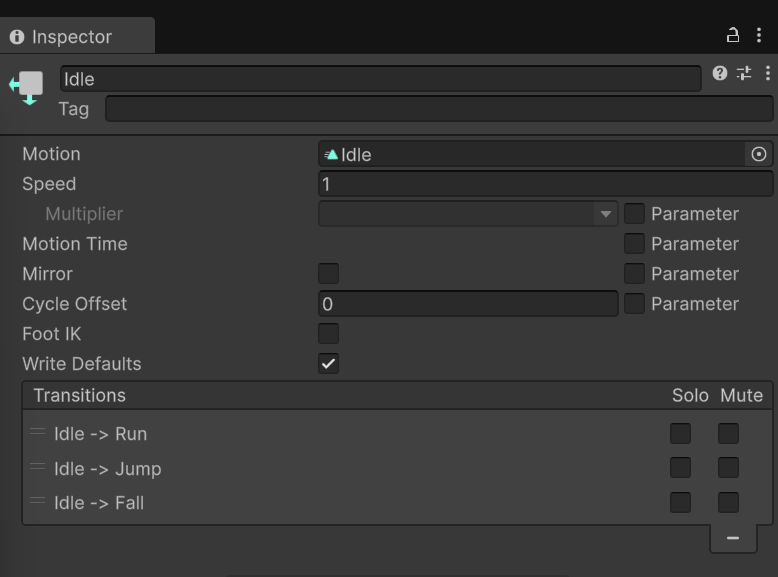 Inspector
Idle
Tag
Motion Idle
Speed 1
Multiplier Parameter
Motion Time Parameter
Mirror Parameter
Cycle Offset 0 Parameter
Foot IK
Write Defaults
Transitions Solo Mute
Idle -> Run
Idle -> Jump
Idle -> Fall